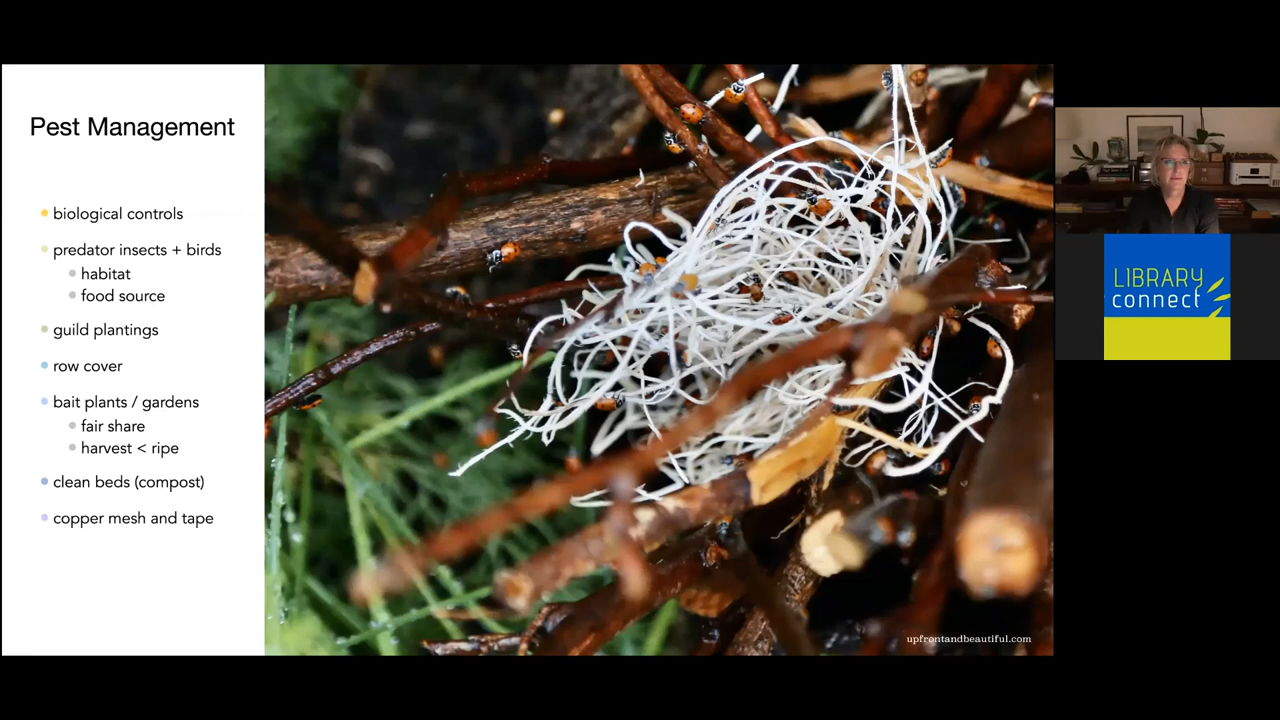 Pest Management
biological controls
predator insects + birds
habitat
food source
guild plantings
row cover
bait plants / gardens
fair share
harvest < ripe
clean beds (compost)
copper mesh and tape
upfrontandbeautiful.com
LIBRARY
connect